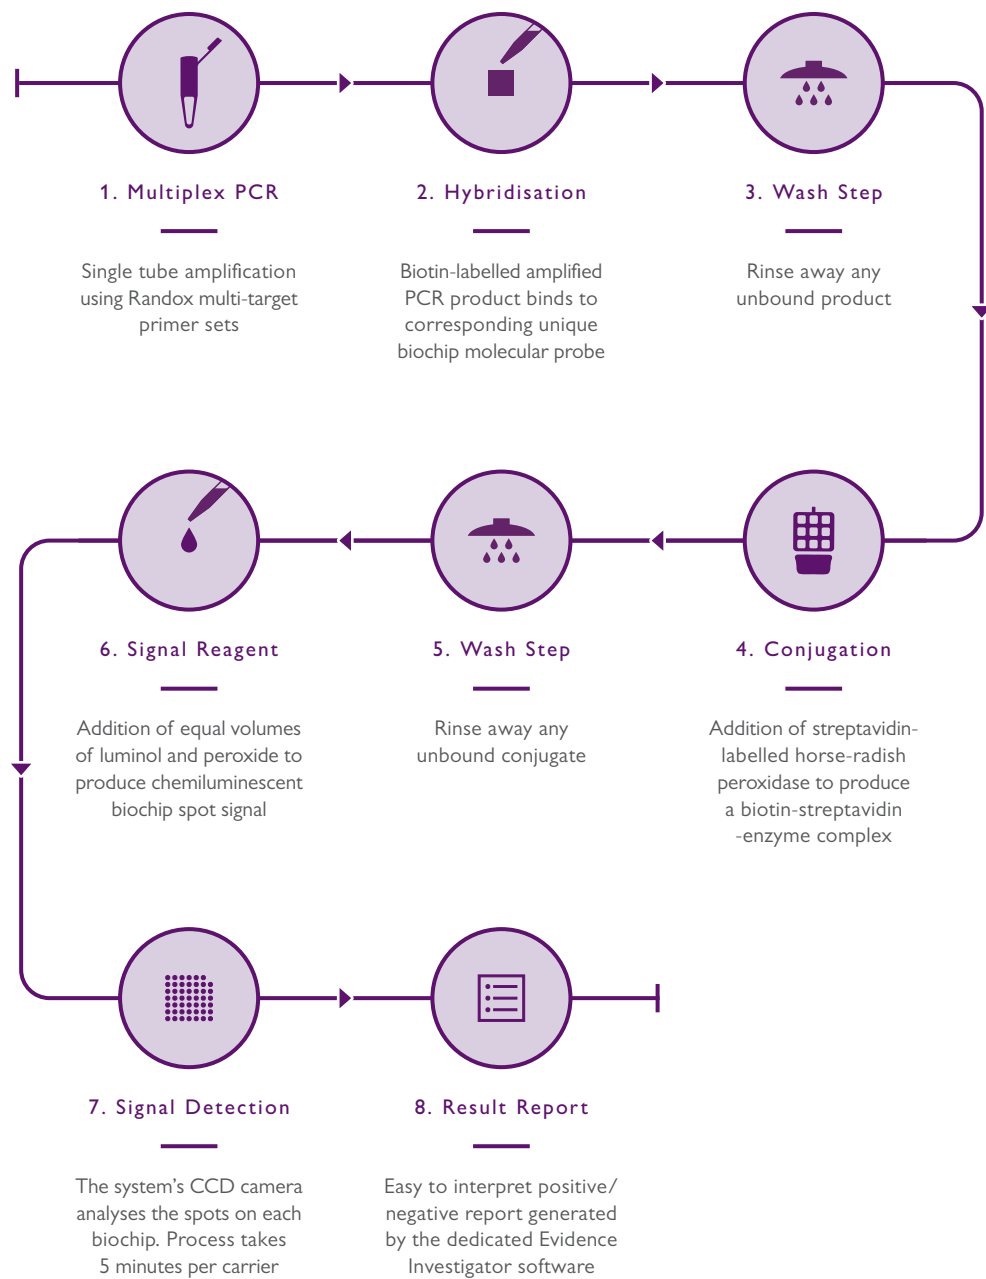 1. Multiplex PCR
Single tube amplification
using Randox multi-target
primer sets
2. Hybridisation
Biotin-labelled amplified
PCR product binds to
corresponding unique
biochip molecular probe
3. Wash Step
Rinse away any
unbound product
4. Conjugation
Addition of streptavidin-
labelled horse-radish
peroxidase to produce
a biotin-streptavidin
-enzyme complex
5. Wash Step
Rinse away any
unbound conjugate
6. Signal Reagent
Addition of equal volumes
of luminol and peroxide to
produce chemiluminescent
biochip spot signal
7. Signal Detection
The system’s CCD camera
analyses the spots on each
biochip. Process takes
5 minutes per carrier
8. Result Report
Easy to interpret positive/
negative report generated
by the dedicated Evidence
Investigator software